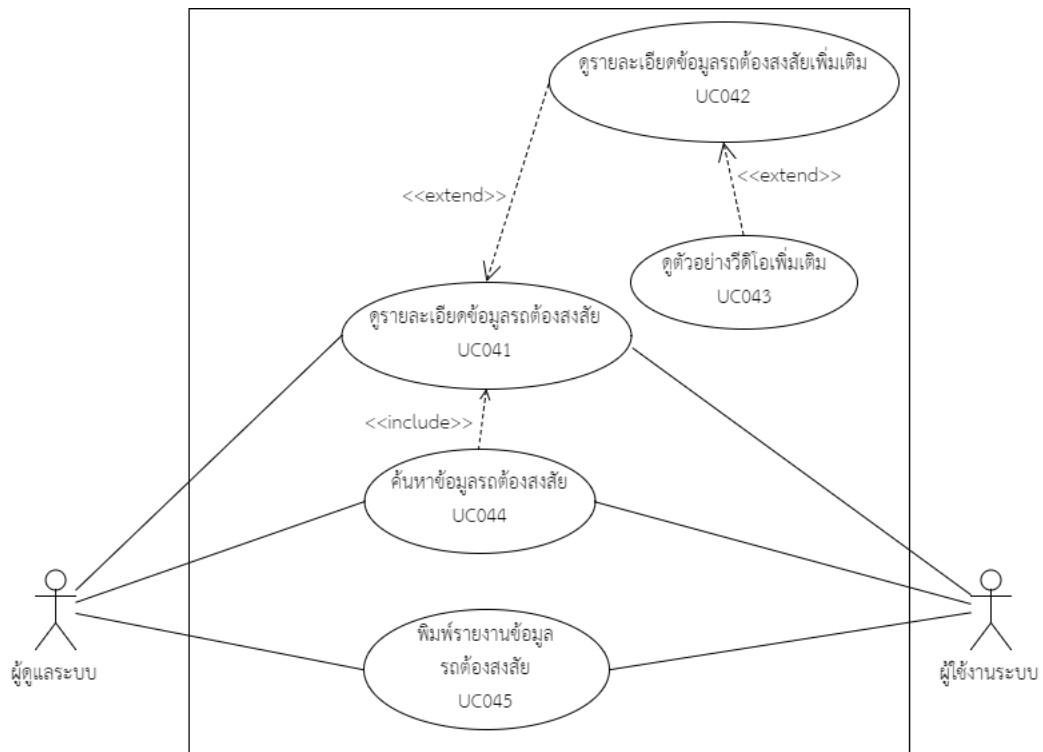 ดูรายละเอียดข้อมูลรถต้องสงสัยเพิ่มเติม
UC042
<<extend>>
<<extend>>
ดูตัวอย่างวีดิโอเพิ่มเติม
UC043
ดูรายละเอียดข้อมูลรถต้องสงสัย
UC041
<<include>>
ค้นหาข้อมูลรถต้องสงสัย
UC044
พิมพ์รายงานข้อมูล
รถต้องสงสัย
UC045
ผู้ดูแลระบบ
ผู้ใช้งานระบบ